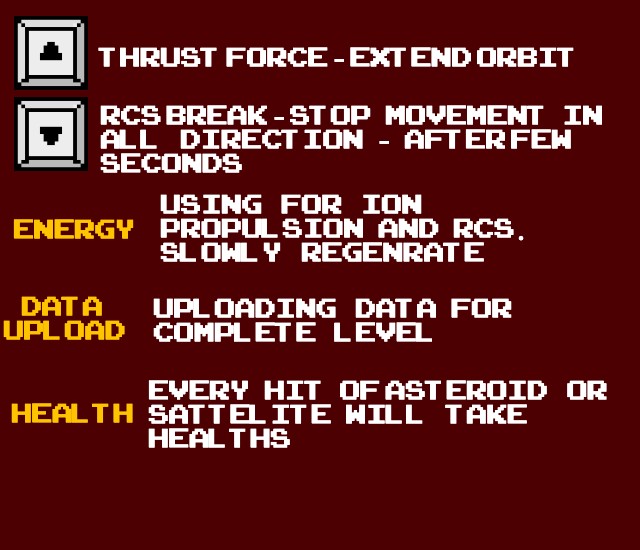 THRUST FORCE - EXTEND ORBIT
RCS BREAK - STOP MOVEMENT IN
ALL DIRECTION - AFTER FEW
SECONDS
ENERGY
USING FOR ION
PROPULSION AND RCS.
SLOWLY REGENRATE
DATA
UPLOAD
UPLOADING DATA FOR
COMPLETE LEVEL
HEALTH
EVERY HIT OF ASTEROID OR
SATTELITE WILL TAKE
HEALTHS